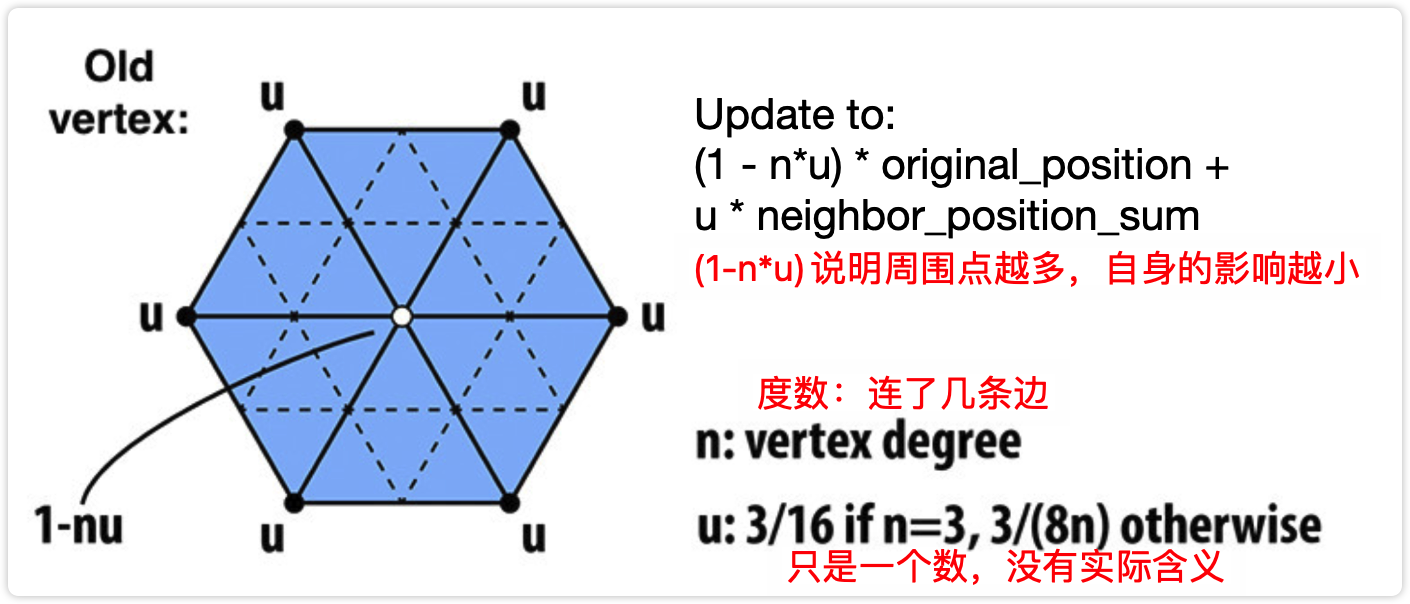 Old
vertex:
u
u
u
u
1-nu
u
u
Update to:
(1 - n*u) * original_position +
u * neighbor_position_sum
(1-n*u) 说明周围点越多，自身的影响越小
度数：连了几条边
n: vertex degree
u: 3/16 if n=3, 3/(8n) otherwise
只是一个数，没有实际含义